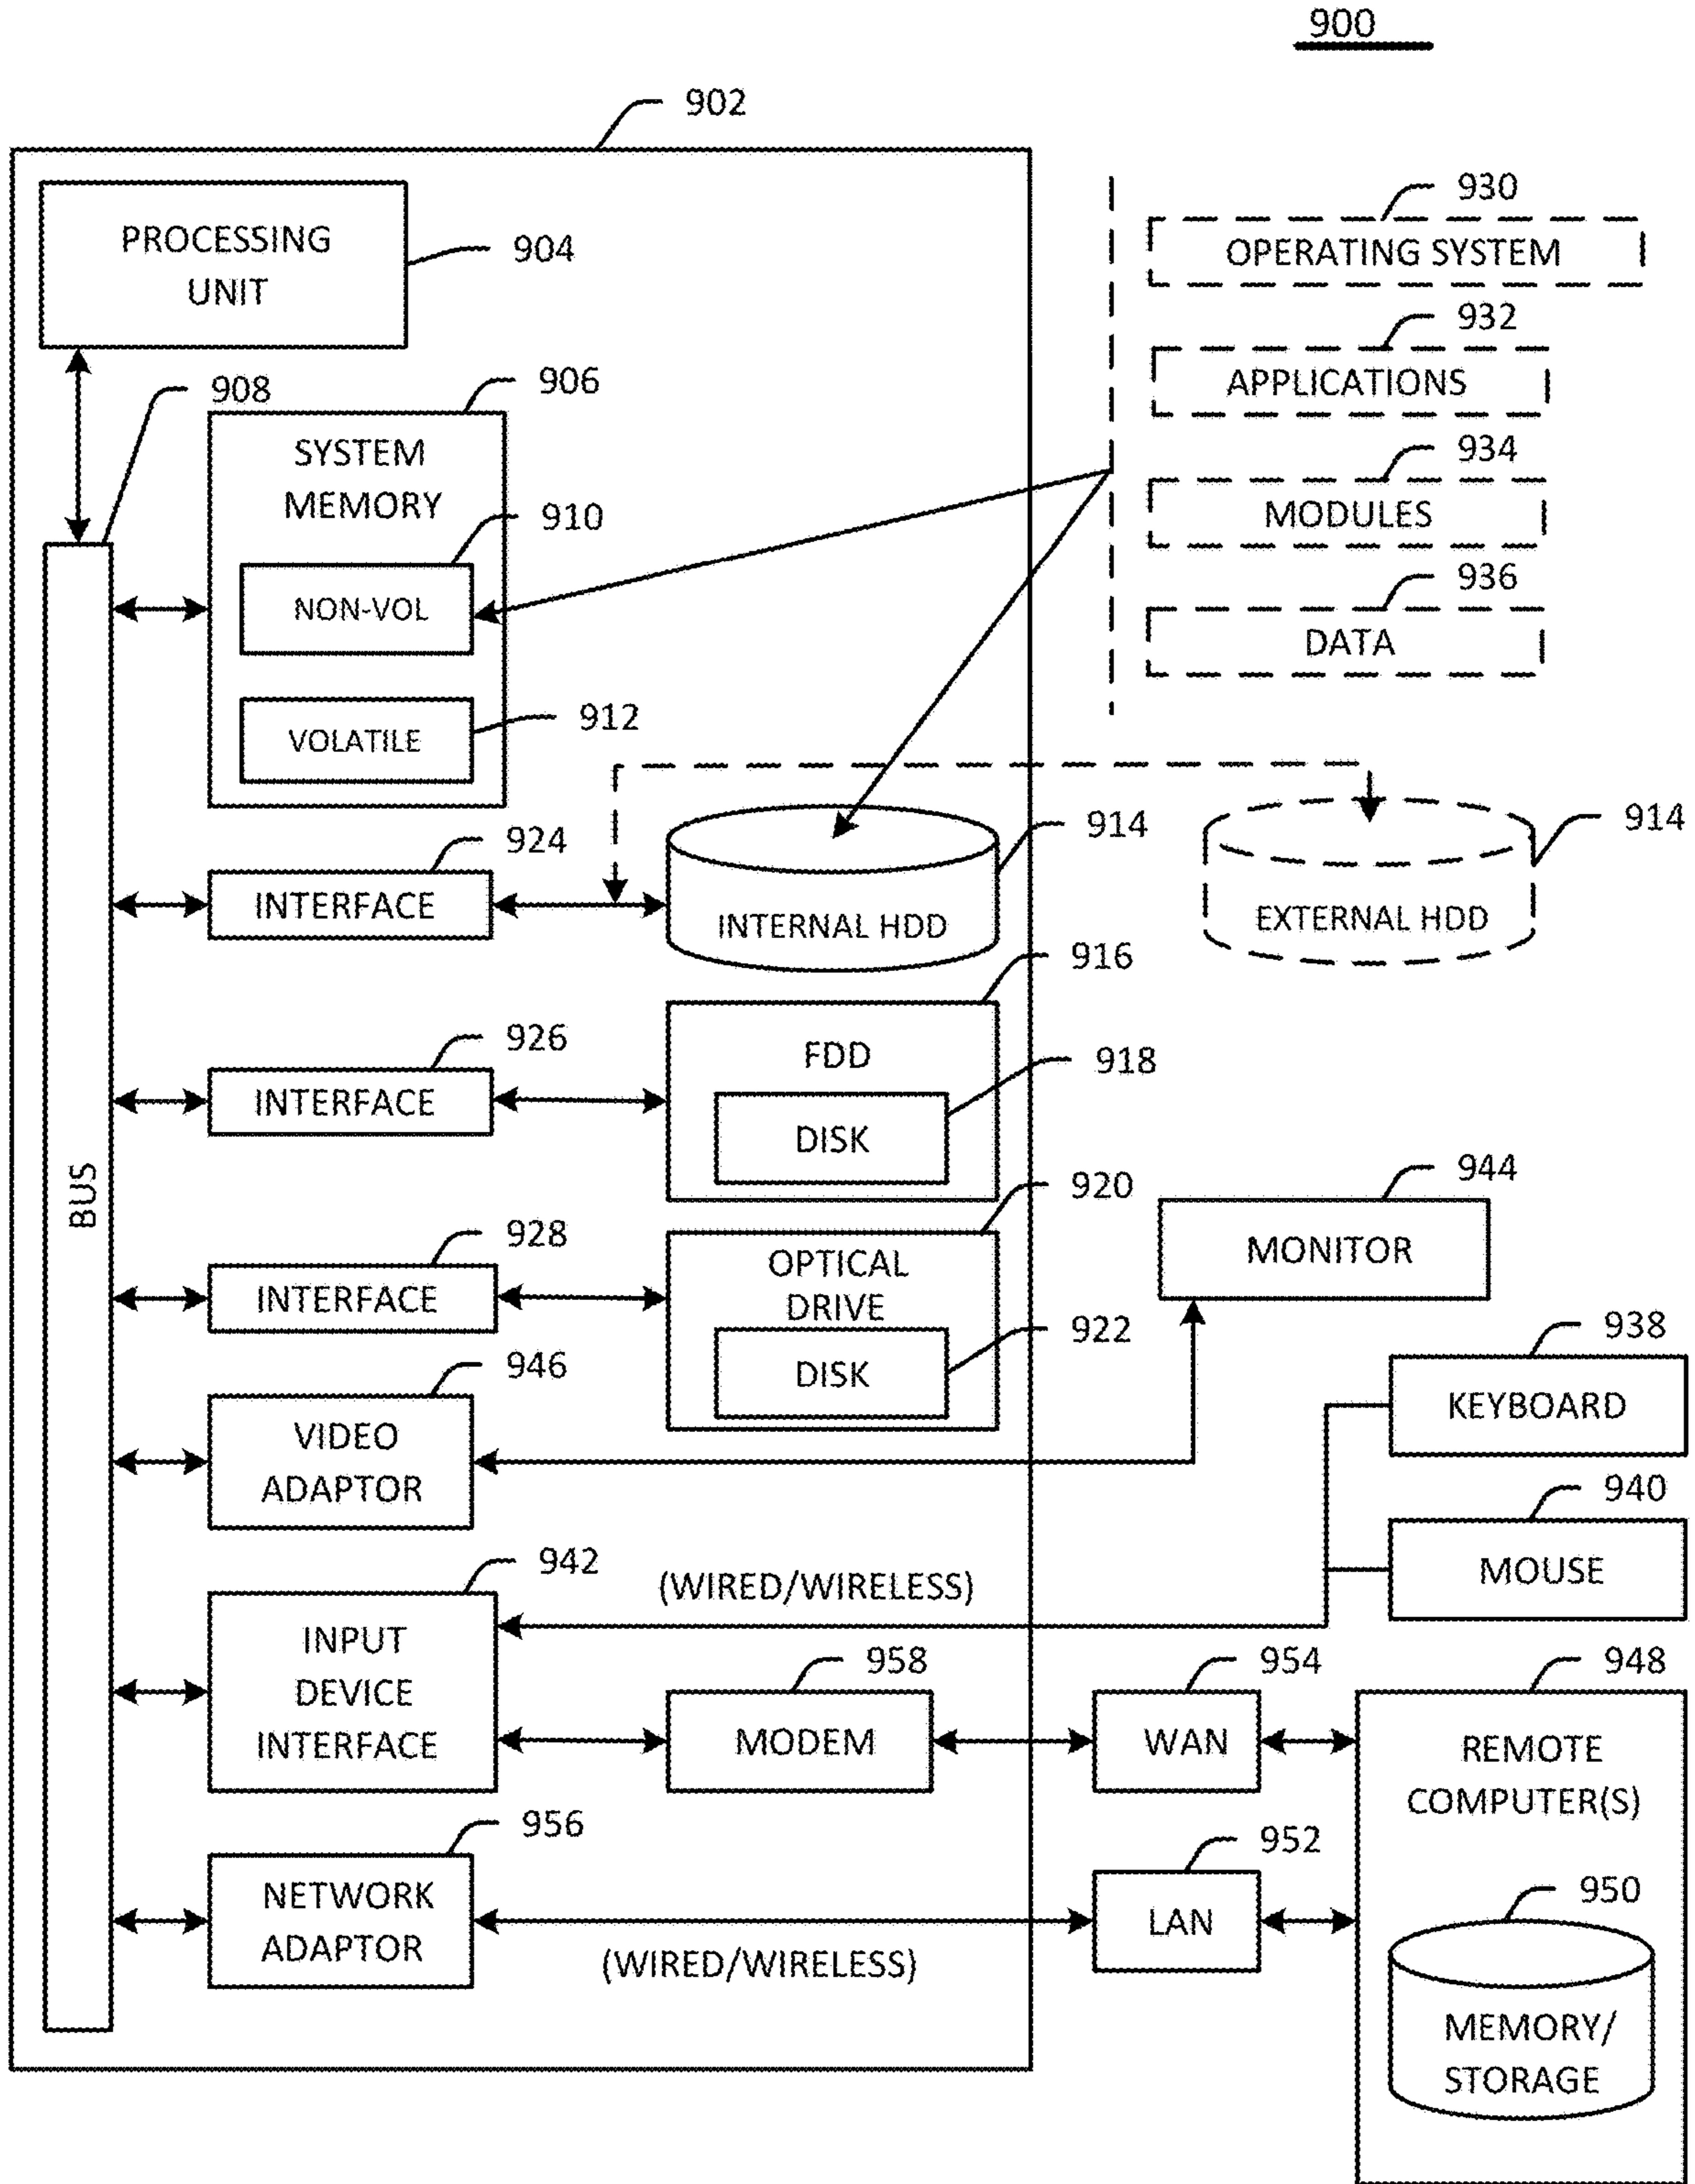 900
902
PROCESSING
UNIT
904
930
OPERATING SYSTEM
932
APPLICATIONS
934
MODULES
936
DATA
908
906
SYSTEM
MEMORY
910
NON-VOL
912
VOLATILE
BUS
924
INTERFACE
914
INTERNAL HDD
914
EXTERNAL HDD
926
INTERFACE
916
FDD
918
DISK
928
INTERFACE
920
OPTICAL
DRIVE
922
DISK
944
MONITOR
946
VIDEO
ADAPTOR
938
KEYBOARD
940
MOUSE
942
INPUT
DEVICE
INTERFACE
(WIRED/WIRELESS)
958
MODEM
954
WAN
948
REMOTE
COMPUTER(S)
956
NETWORK
ADAPTOR
(WIRED/WIRELESS)
952
LAN
950
MEMORY/
STORAGE